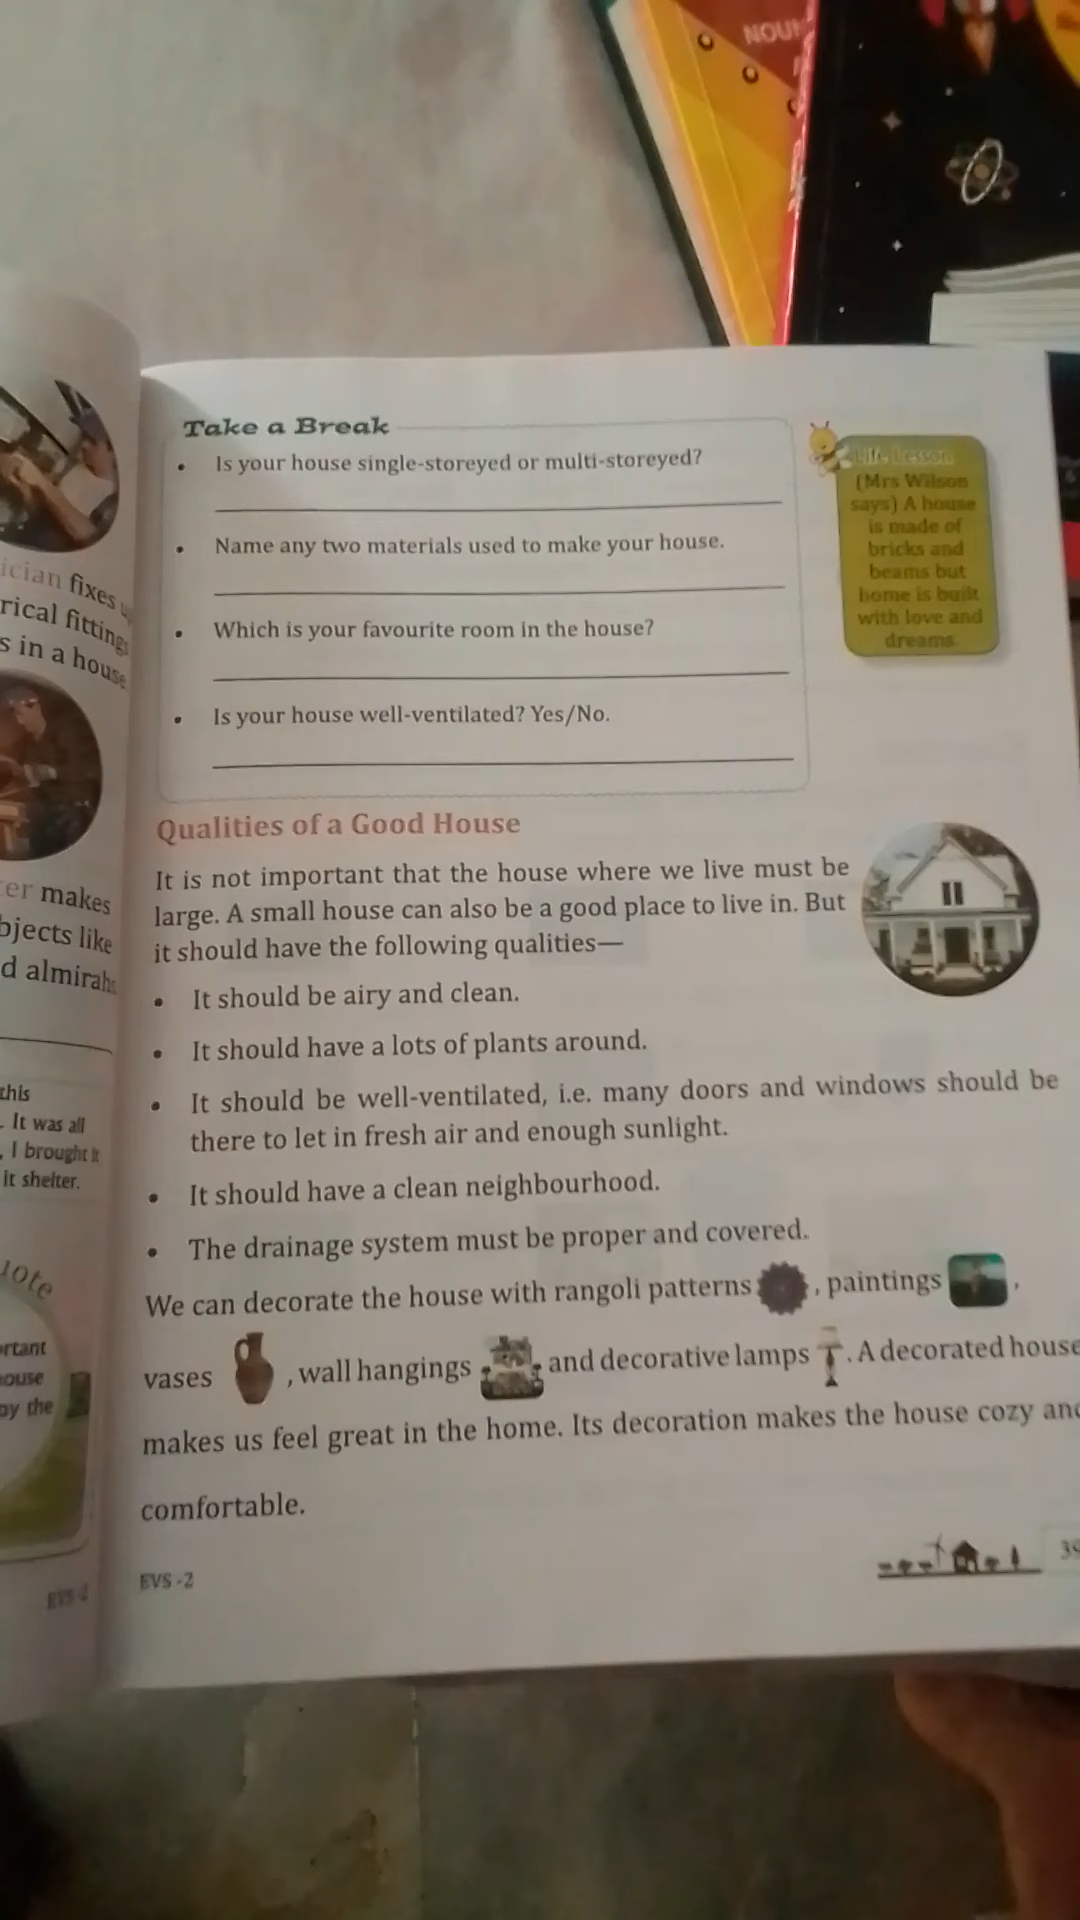 NOUN
ician fixes
rical fittings
s in a house
er makes
bjects like
d almirahs
this
It was all
, I brought it
it shelter.
rtant
ouse
by the
EVS-2
Take a Break
• Is your house single-storeyed or multi-storeyed?
• Name any two materials used to make your house.
• Which is your favourite room in the house?
• Is your house well-ventilated? Yes/No.
Life Lesson
(Mrs Wilson
says) A house
is made of
bricks and
beams but
home is built
with love and
dreams
Qualities of a Good House
It is not important that the house where we live must be
large. A small house can also be a good place to live in. But
it should have the following qualities—
• It should be airy and clean.
• It should have a lots of plants around.
• It should be well-ventilated, i.e. many doors and windows should be
there to let in fresh air and enough sunlight.
• It should have a clean neighbourhood.
• The drainage system must be proper and covered.
We can decorate the house with rangoli patterns , paintings ,
vases , wall hangings and decorative lamps . A decorated house
makes us feel great in the home. Its decoration makes the house cozy and
comfortable.
EVS -2
39